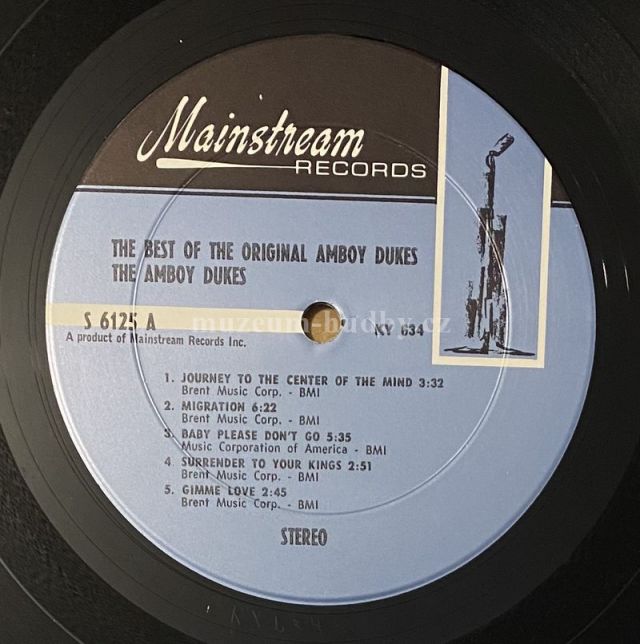 Mainstream
RECORDS
THE BEST OF THE ORIGINAL AMBOY DUKES
THE AMBOY DUKES
S 6125 A
muzeum-hudby.cz
KY 634
A product of Mainstream Records Inc.
1. JOURNEY TO THE CENTER OF THE MIND 3:32
Brent Music Corp. - BMI
2. MIGRATION 6:22
Brent Music Corp. - BMI
3. BABY PLEASE DON'T GO 5:35
Music Corporation of America - BMI
4 SURRENDER TO YOUR KINGS 2:51
Brent Music Corp. - BMI
5. GIMME LOVE 2:45
Brent Music Corp. - BMI
STEREO